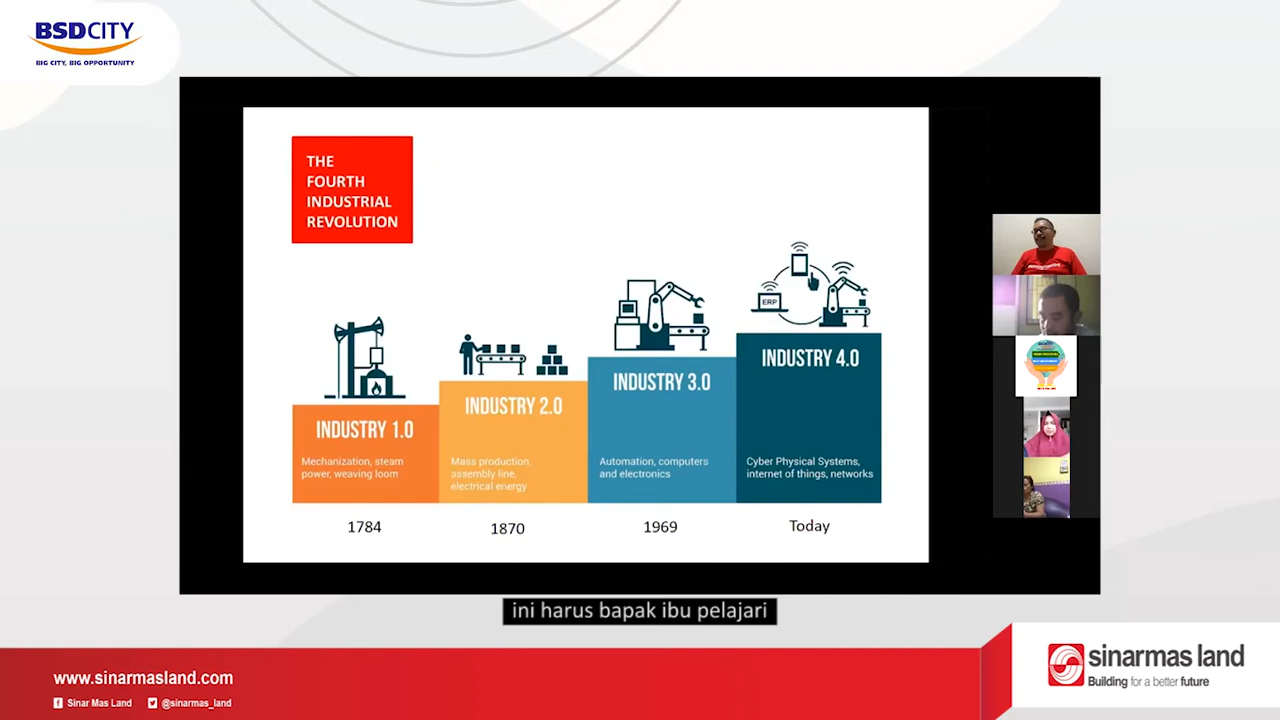 BSDCITY
BIG CITY, BIG OPPORTUNITY
THE
FOURTH
INDUSTRIAL
REVOLUTION
ERP
INDUSTRY 1.0
Mechanization, steam
power, weaving loom
1784
INDUSTRY 2.0
Mass production,
assembly line,
electrical energy
1870
INDUSTRY 3.0
Automation, computers
and electronics
1969
INDUSTRY 4.0
Cyber Physical Systems,
internet of things, networks
Today
ini harus bapak ibu pelajari
www.sinarmasland.com
Sinar Mas Land @sinarmas_land
sinarmas land
Building for a better future